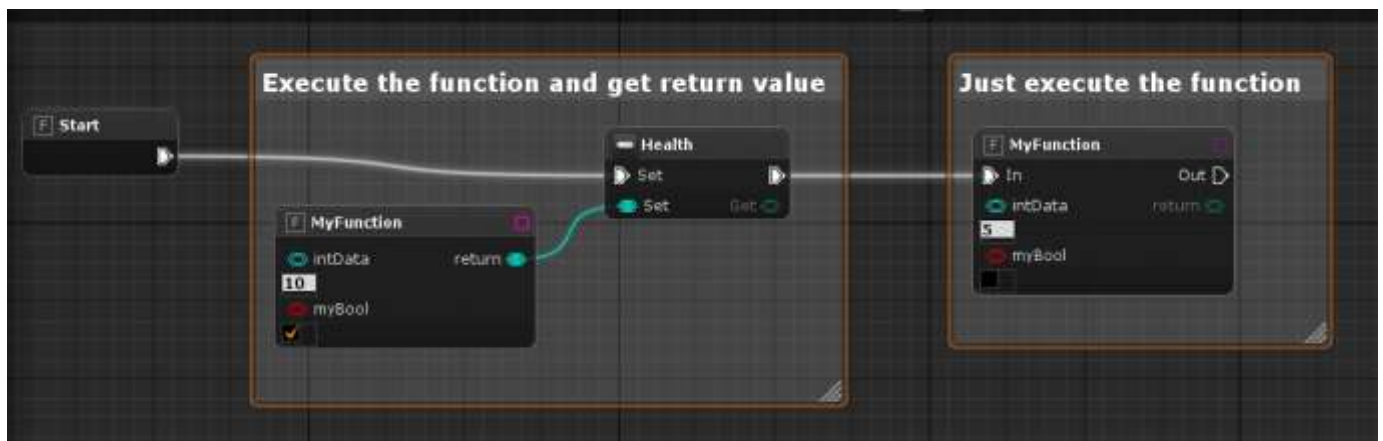 Execute the function and get return value
Just execute the function
F Start
Health
Set
Set Get
F MyFunction
intData return
10
myBool
F MyFunction
In Out
intData return
5
myBool